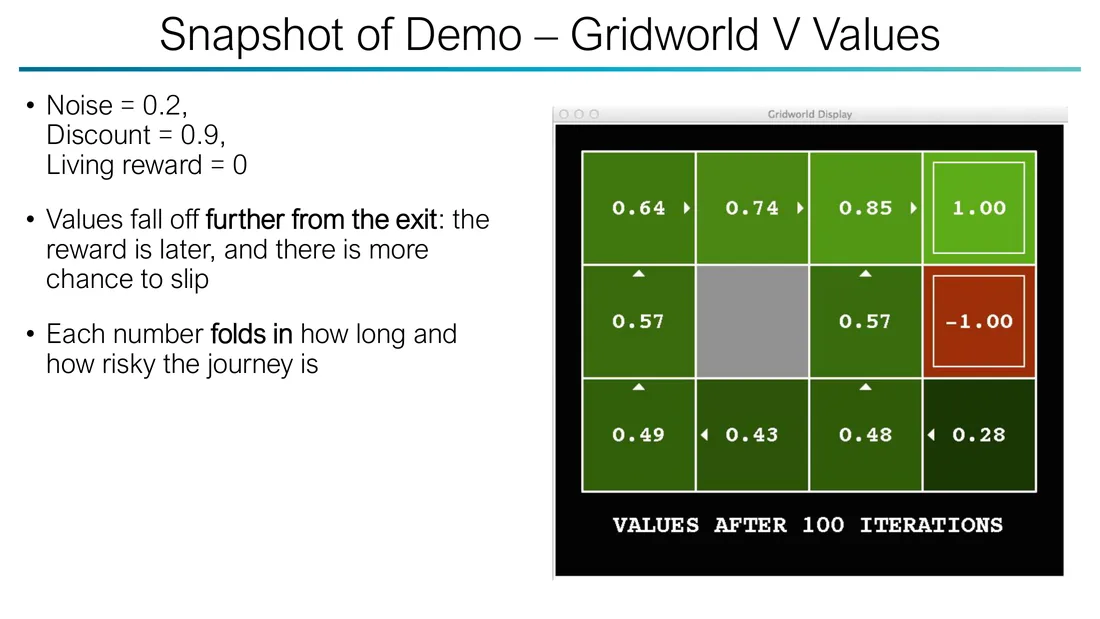 Snapshot of Demo – Gridworld V Values
• Noise = 0.2,
Discount = 0.9,
Living reward = 0
• Values fall off further from the exit: the
reward is later, and there is more
chance to slip
• Each number folds in how long and
how risky the journey is
Gridworld Display
0.64 0.74 0.85 1.00
0.57 0.57 -1.00
0.49 0.43 0.48 0.28
VALUES AFTER 100 ITERATIONS